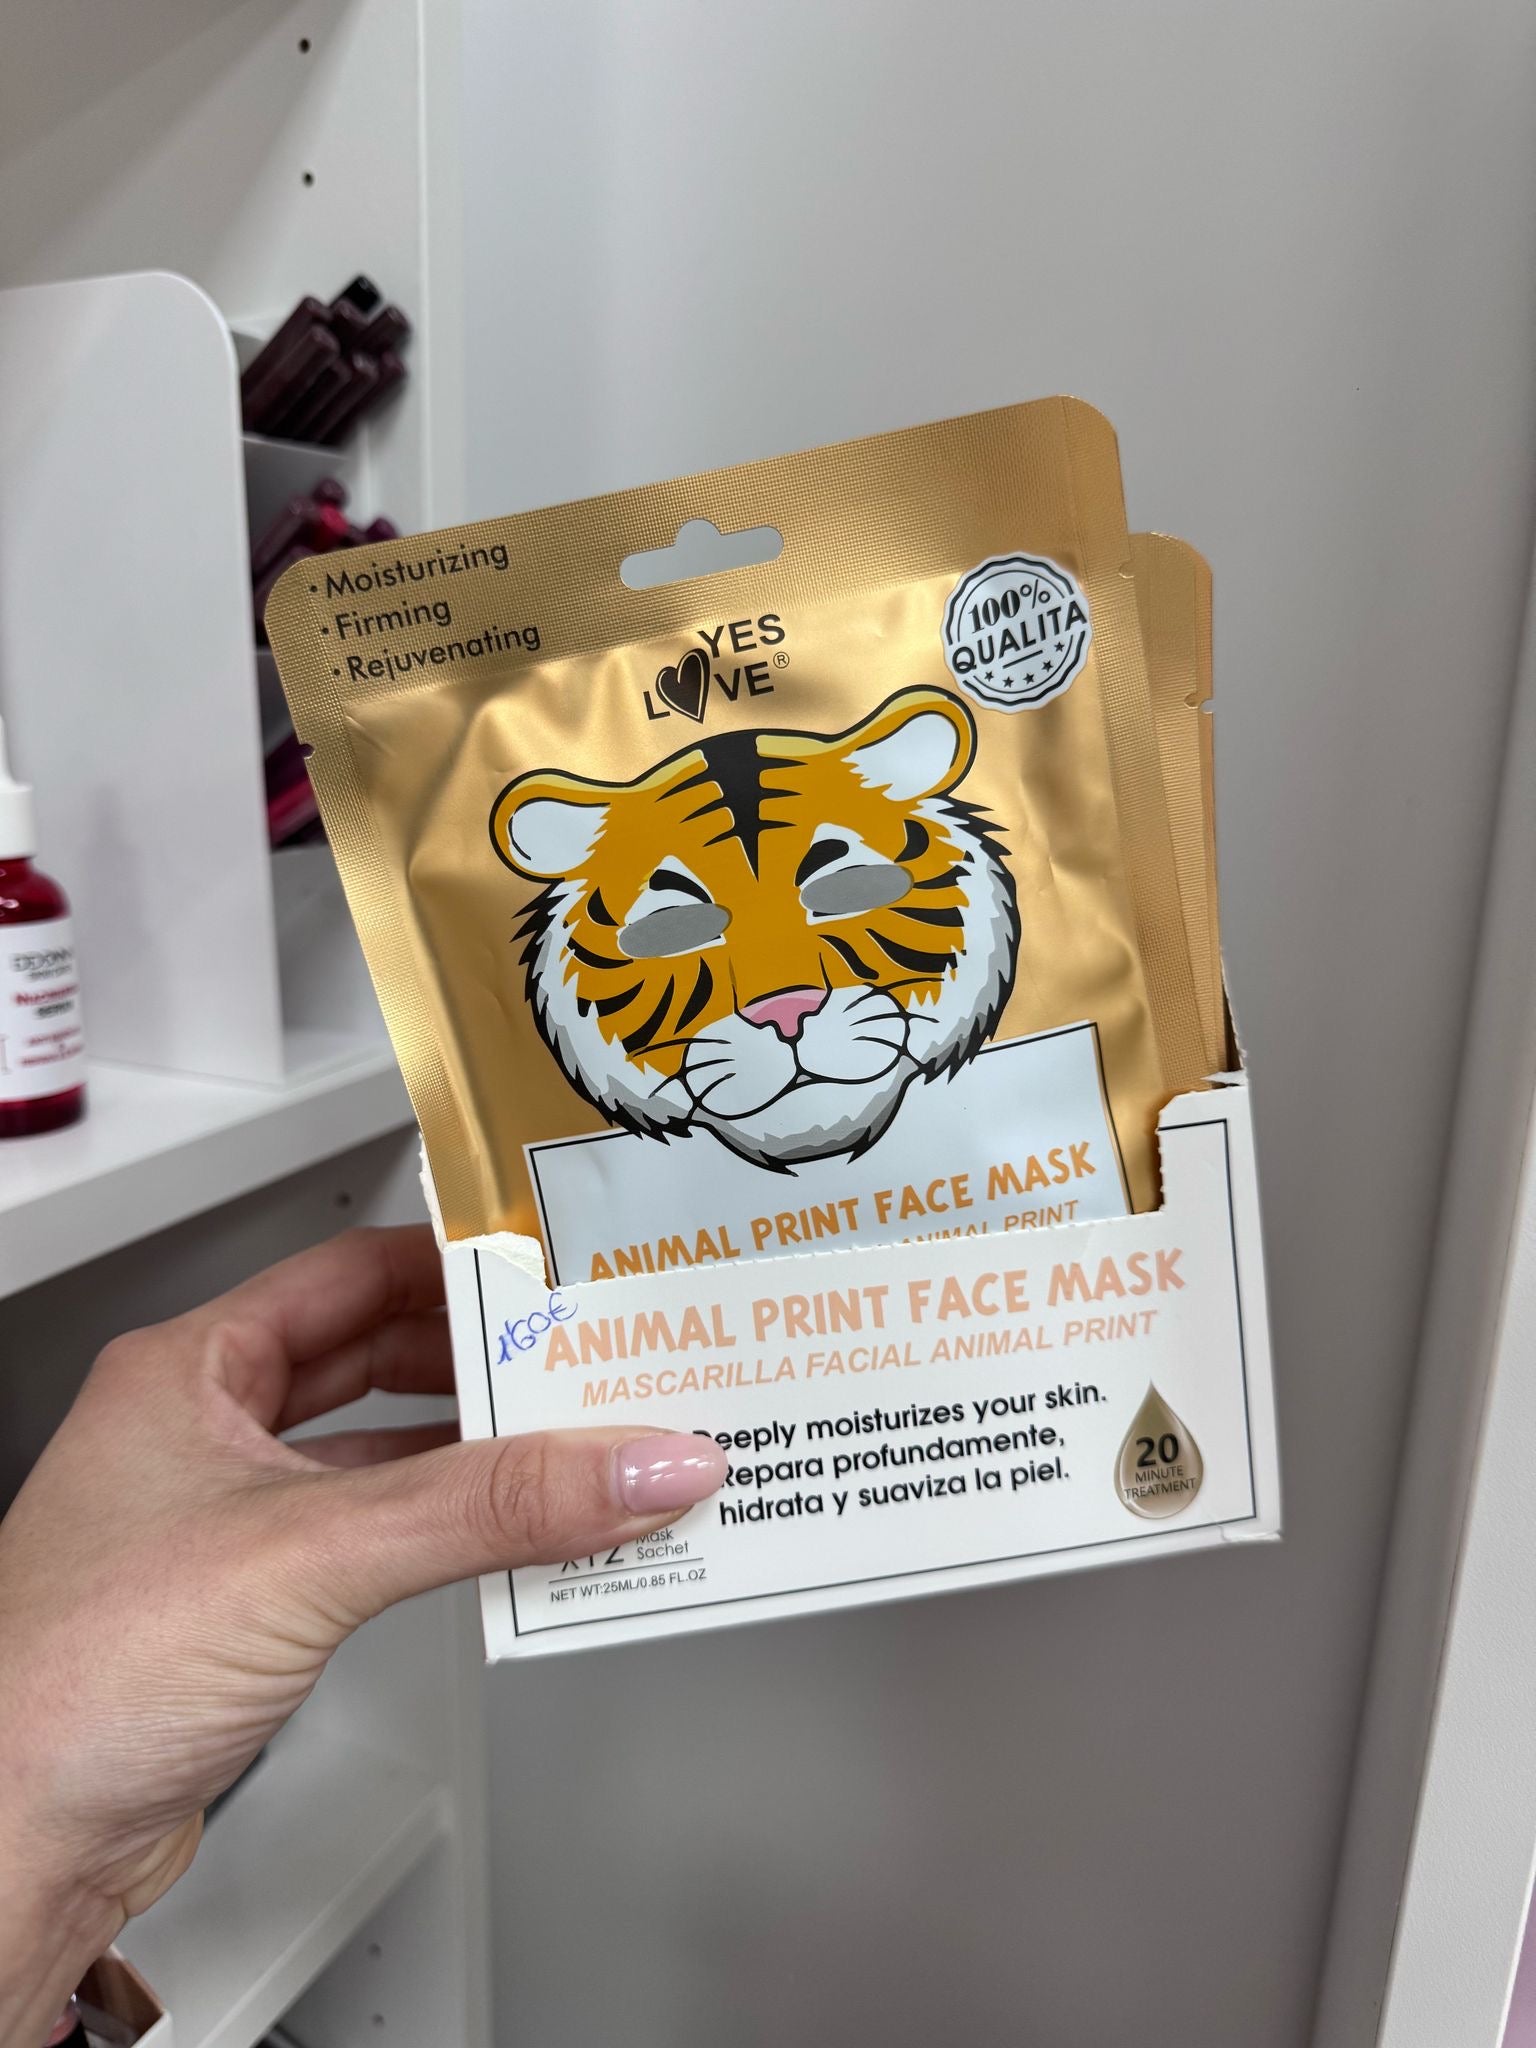 • Moisturizing
• Firming
• Rejuvenating
YES
LOVE®
100%
QUALITA
ANIMAL PRINT FACE MASK
ANIMAL PRINT
1'60€
ANIMAL PRINT FACE MASK
MASCARILLA FACIAL ANIMAL PRINT
Deeply moisturizes your skin.
Repara profundamente,
hidrata y suaviza la piel.
20
MINUTE
TREATMENT
X12 Mask
Sachet
NET WT:25ML/0.85 FL.OZ